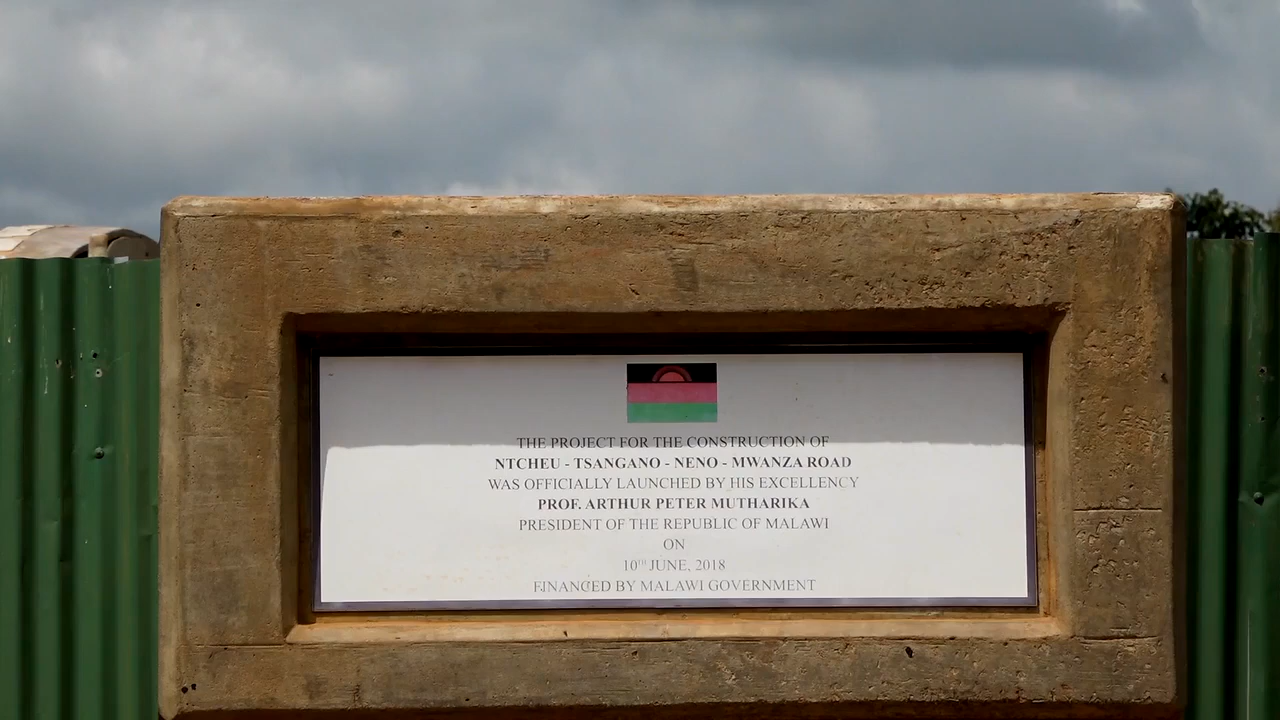 THE PROJECT FOR THE CONSTRUCTION OF
NTCHEU - TSANGANO - NENO - MWANZA ROAD
WAS OFFICIALLY LAUNCHED BY HIS EXCELLENCY
PROF. ARTHUR PETER MUTHARIKA
PRESIDENT OF THE REPUBLIC OF MALAWI
ON
10TH JUNE, 2018
FINANCED BY MALAWI GOVERNMENT